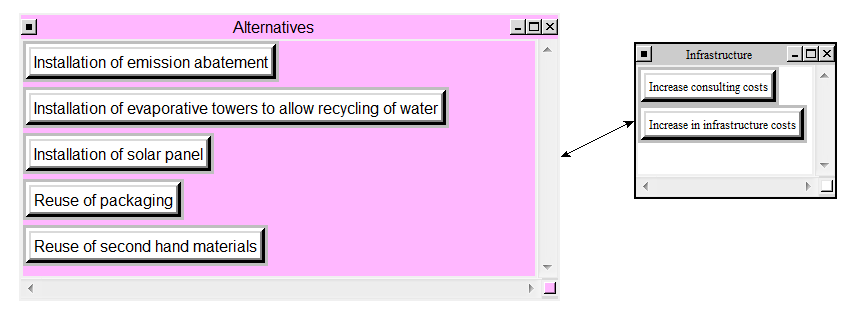 Alternatives
Installation of emission abatement
Installation of evaporative towers to allow recycling of water
Installation of solar panel
Reuse of packaging
Reuse of second hand materials
Infrastructure
Increase consulting costs
Increase in infrastructure costs